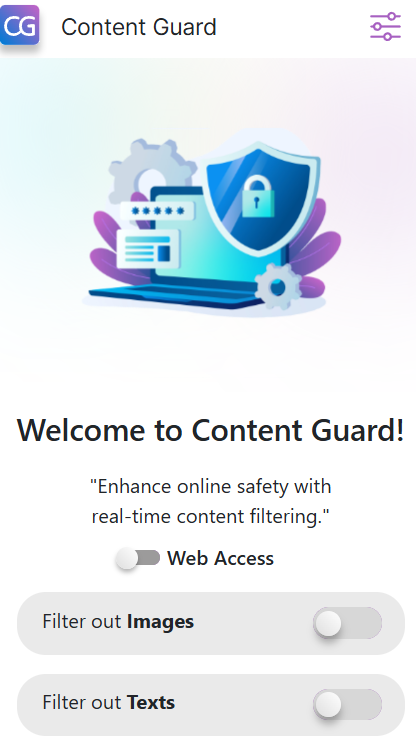 CG
Content Guard
*****
Welcome to Content Guard!
"Enhance online safety with
real-time content filtering."
Web Access
Filter out Images
Filter out Texts